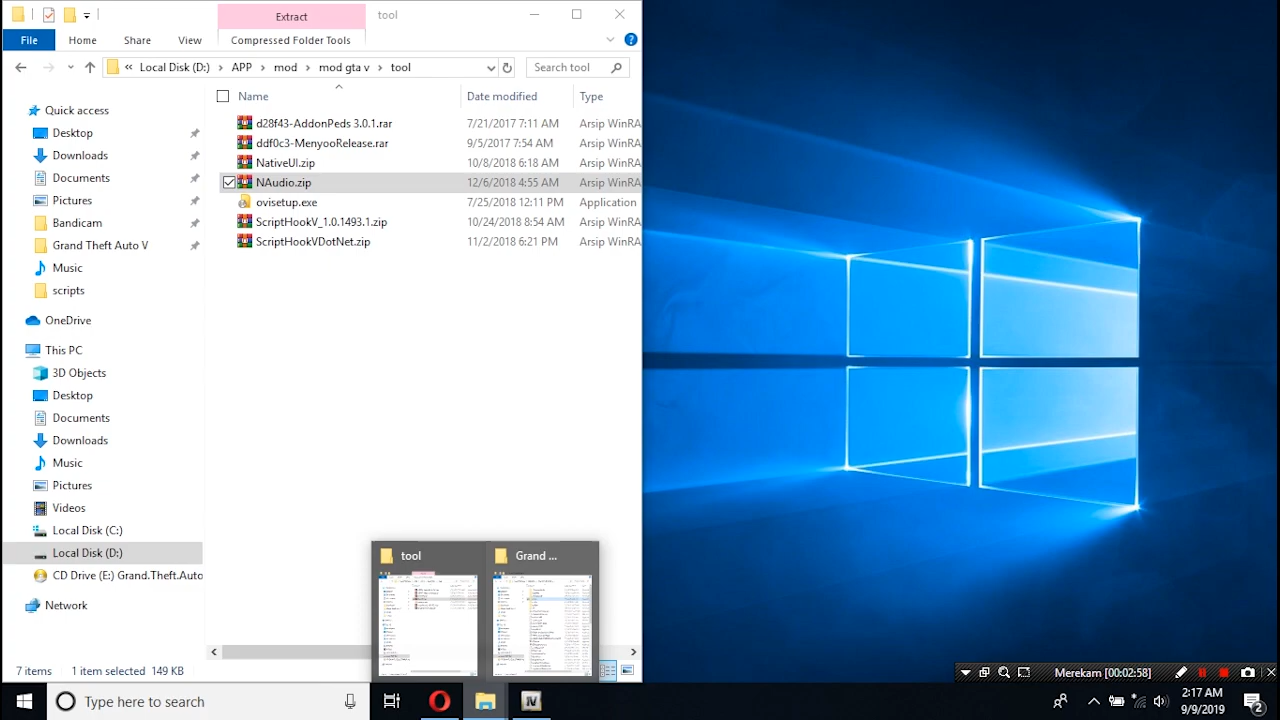 Extract
tool
File
Home
Share
View
Compressed Folder Tools
« Local Disk (D:) > APP > mod > mod gta v > tool
Search tool
Name
Date modified
Type
d28f43-AddonPeds 3.0.1.rar 7/21/2017 7:11 AM Arsip WinRA
ddf0c3-MenyooRelease.rar 9/5/2017 7:54 AM Arsip WinRA
NativeUI.zip 10/8/2018 6:18 AM Arsip WinRA
NAudio.zip 12/6/2018 4:55 AM Arsip WinRA
ovisetup.exe 7/25/2018 12:11 PM Application
ScriptHookV_1.0.1493.1.zip 10/24/2018 8:54 AM Arsip WinRA
ScriptHookVDotNet.zip 11/2/2018 6:21 PM Arsip WinRA
Quick access
Desktop
Downloads
Documents
Pictures
Bandicam
Grand Theft Auto V
Music
scripts
OneDrive
This PC
3D Objects
Desktop
Documents
Downloads
Music
Pictures
Videos
Local Disk (C:)
Local Disk (D:)
CD Drive (E:) Grand.Theft.Auto
Network
tool
Grand ...
7 items
1 item selected 149 KB
[00:02:58]
Type here to search
2:17 AM
9/9/2019
2